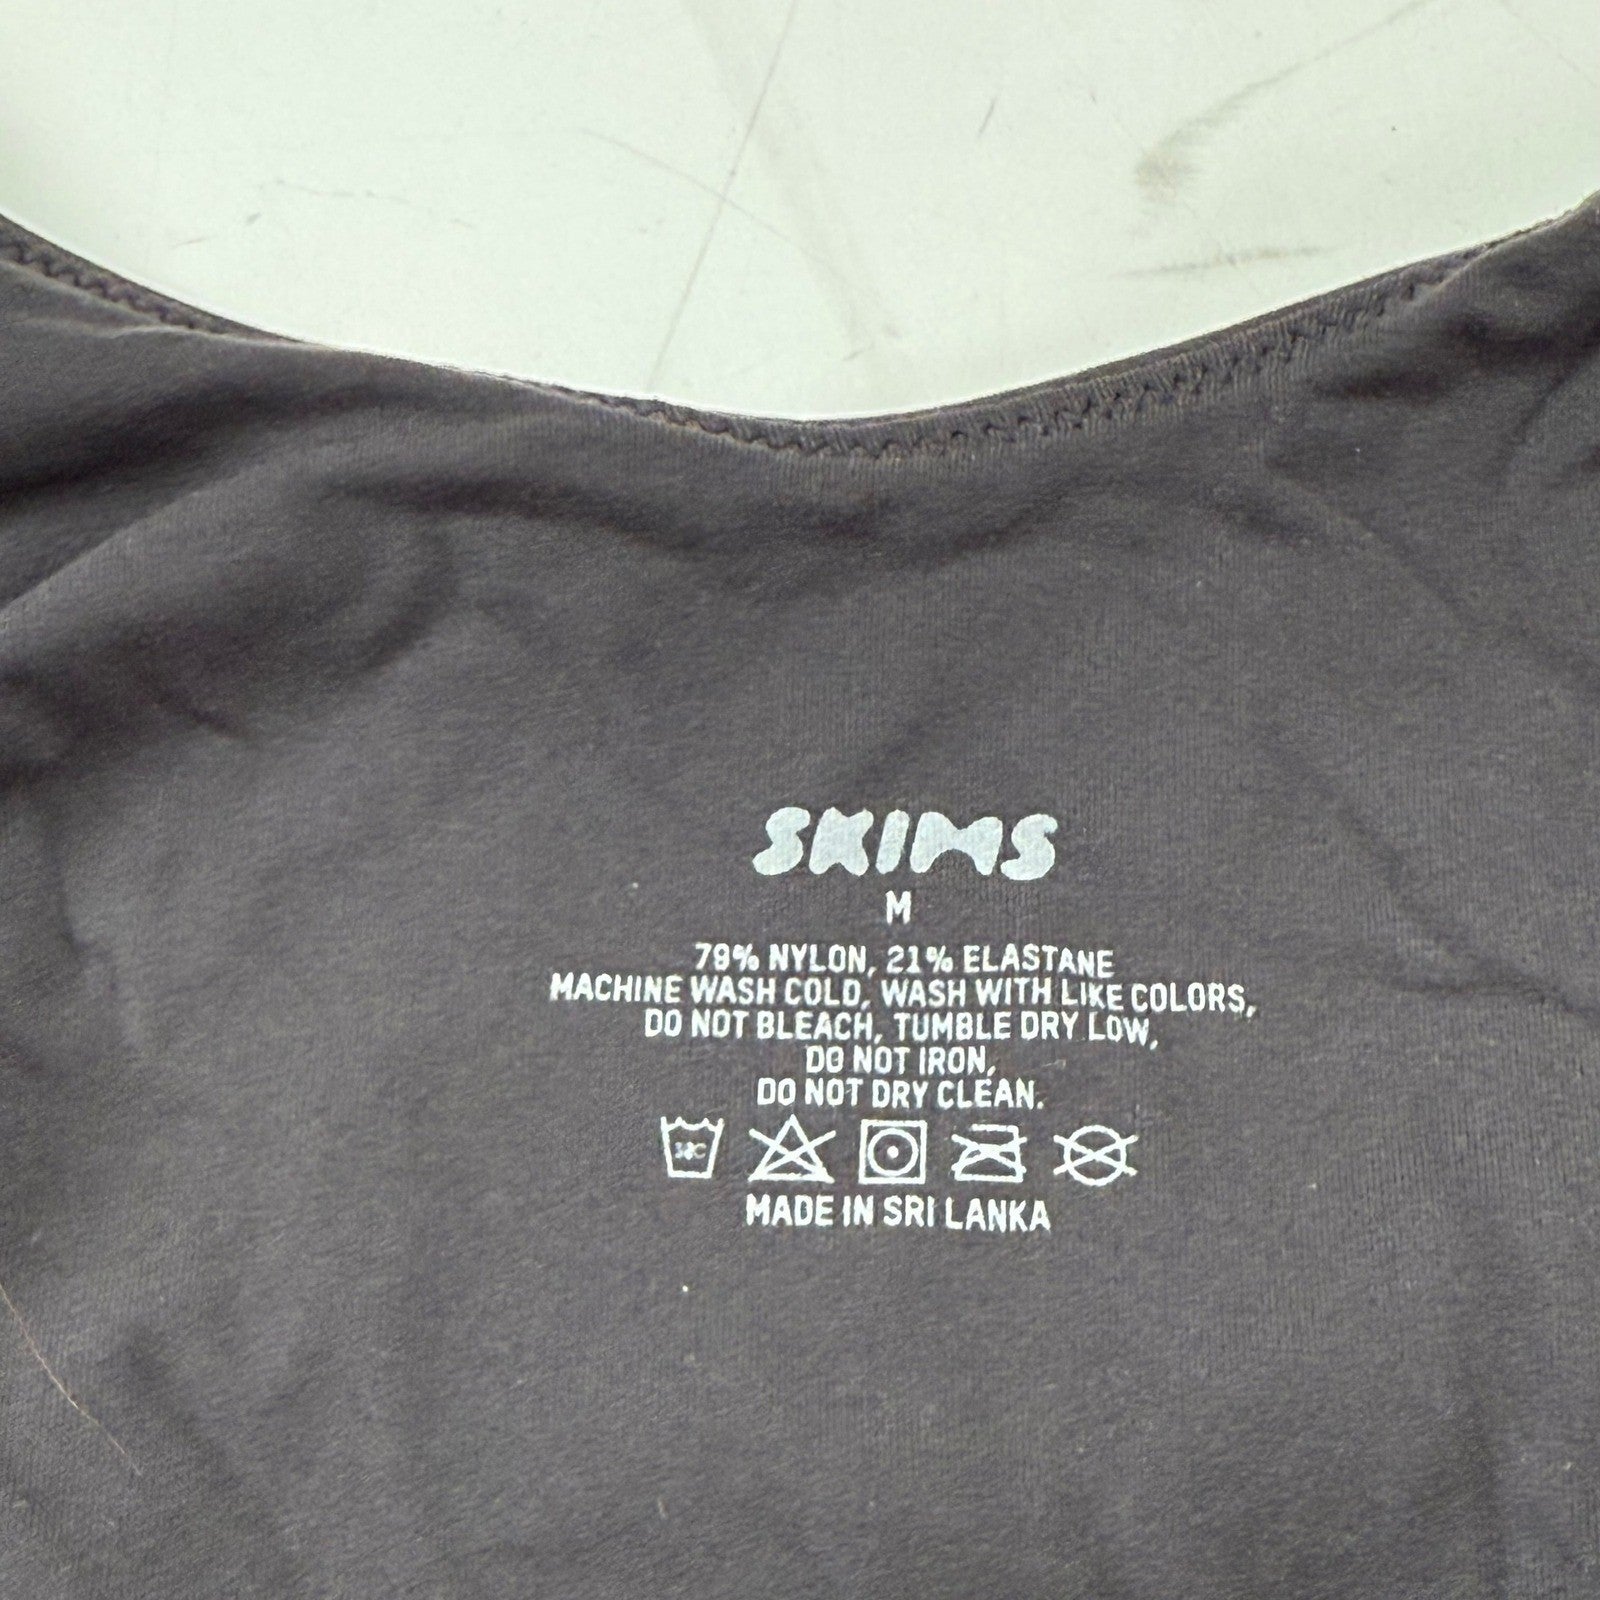 SKIMS
M
79% NYLON, 21% ELASTANE
MACHINE WASH COLD, WASH WITH LIKE COLORS,
DO NOT BLEACH, TUMBLE DRY LOW,
DO NOT IRON,
DO NOT DRY CLEAN.
MADE IN SRI LANKA